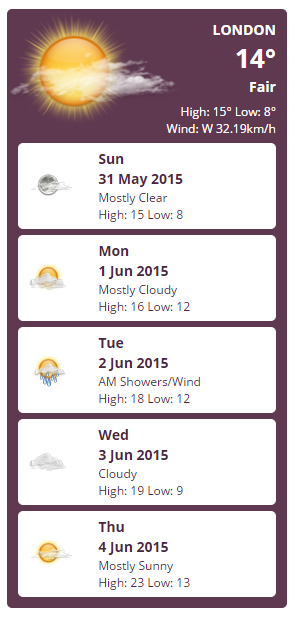 LONDON
14°
Fair
High: 15° Low: 8°
Wind: W 32.19km/h
Sun
31 May 2015
Mostly Clear
High: 15 Low: 8
Mon
1 Jun 2015
Mostly Cloudy
High: 16 Low: 12
Tue
2 Jun 2015
AM Showers/Wind
High: 18 Low: 12
Wed
3 Jun 2015
Cloudy
High: 19 Low: 9
Thu
4 Jun 2015
Mostly Sunny
High: 23 Low: 13